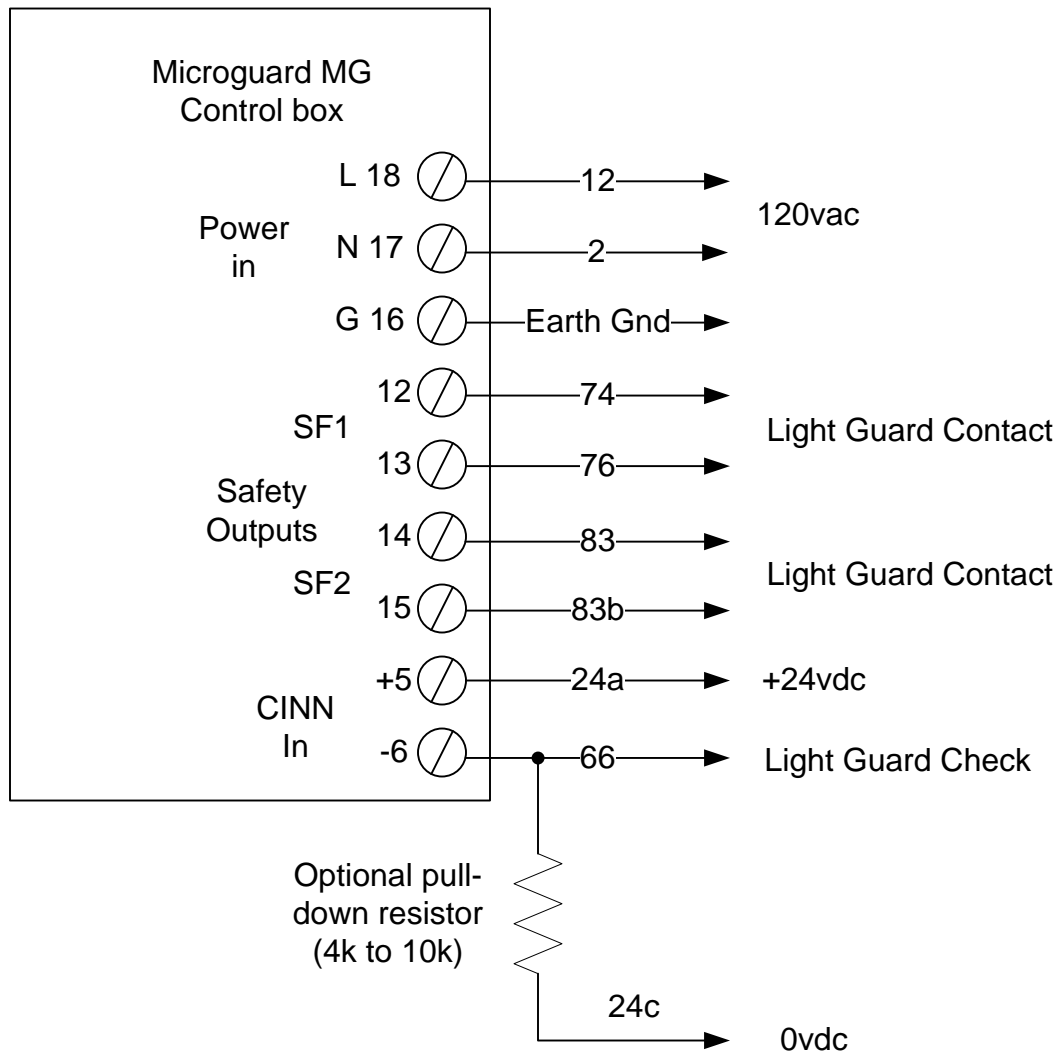 Microguard MG
Control box
L 18
12
120vac
Power
in
N 17
2
G 16
Earth Gnd
12
74
SF1
Light Guard Contact
13
76
Safety
Outputs
14
83
SF2
Light Guard Contact
15
83b
+5
24a
+24vdc
CINN
In
-6
66
Light Guard Check
Optional pull-
down resistor
(4k to 10k)
24c
0vdc